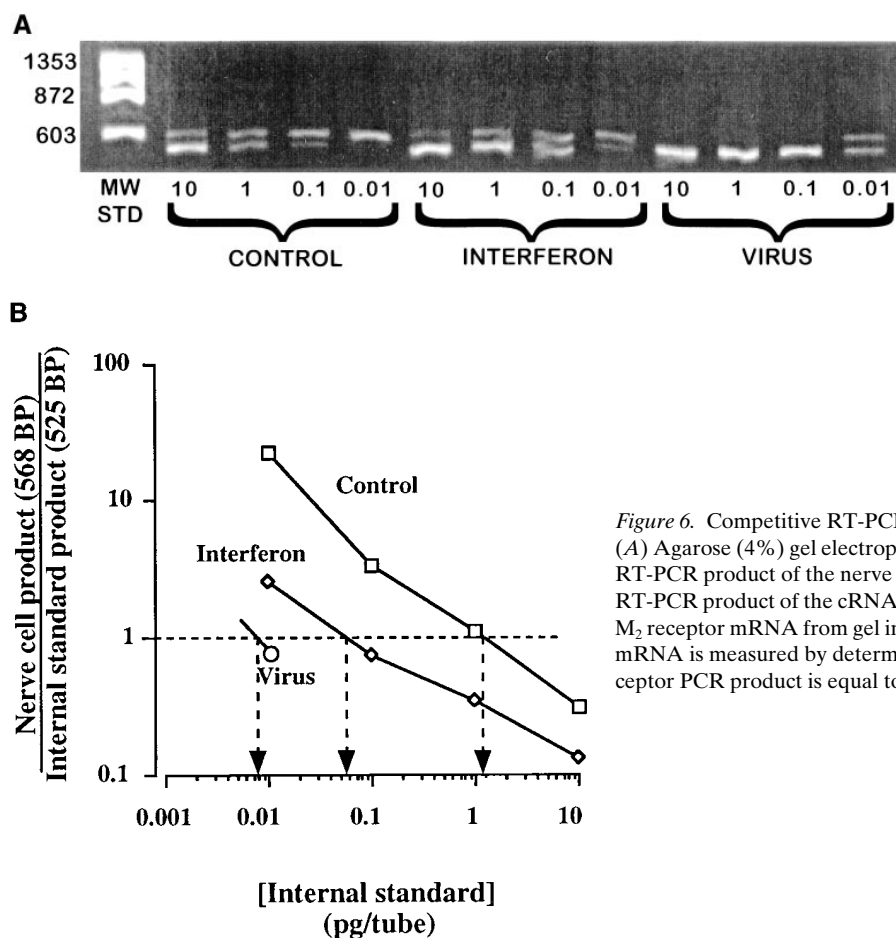 A
1353
872
603
MW STD
10 1 0.1 0.01 10 1 0.1 0.01 10 1 0.1 0.01
CONTROL INTERFERON VIRUS
B
Nerve cell product (568 BP)
Internal standard product (525 BP)
100
10
1
0.1
Control
Interferon
Virus
0.001 0.01 0.1 1 10
[Internal standard]
(pg/tube)
Figure 6. Competitive RT-PC
(A) Agarose (4%) gel electrop
RT-PCR product of the nerve
RT-PCR product of the cRNA
M2 receptor mRNA from gel i
mRNA is measured by determ
ceptor PCR product is equal to